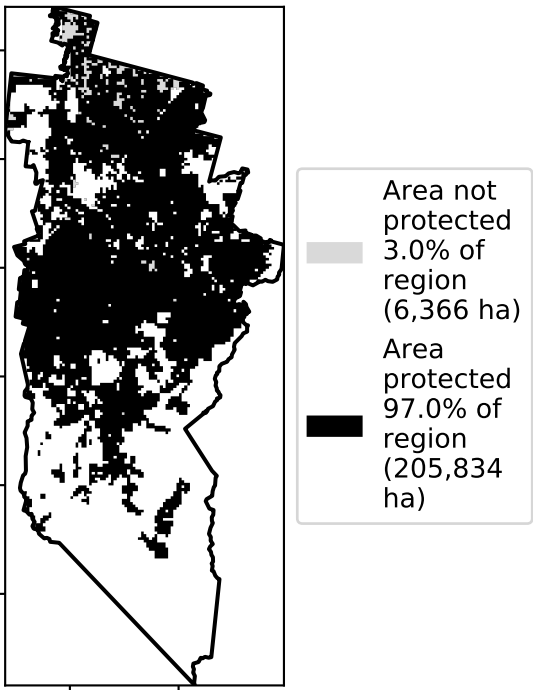 Area not
protected
3.0% of
region
(6,366 ha)
Area
protected
97.0% of
region
(205,834
ha)